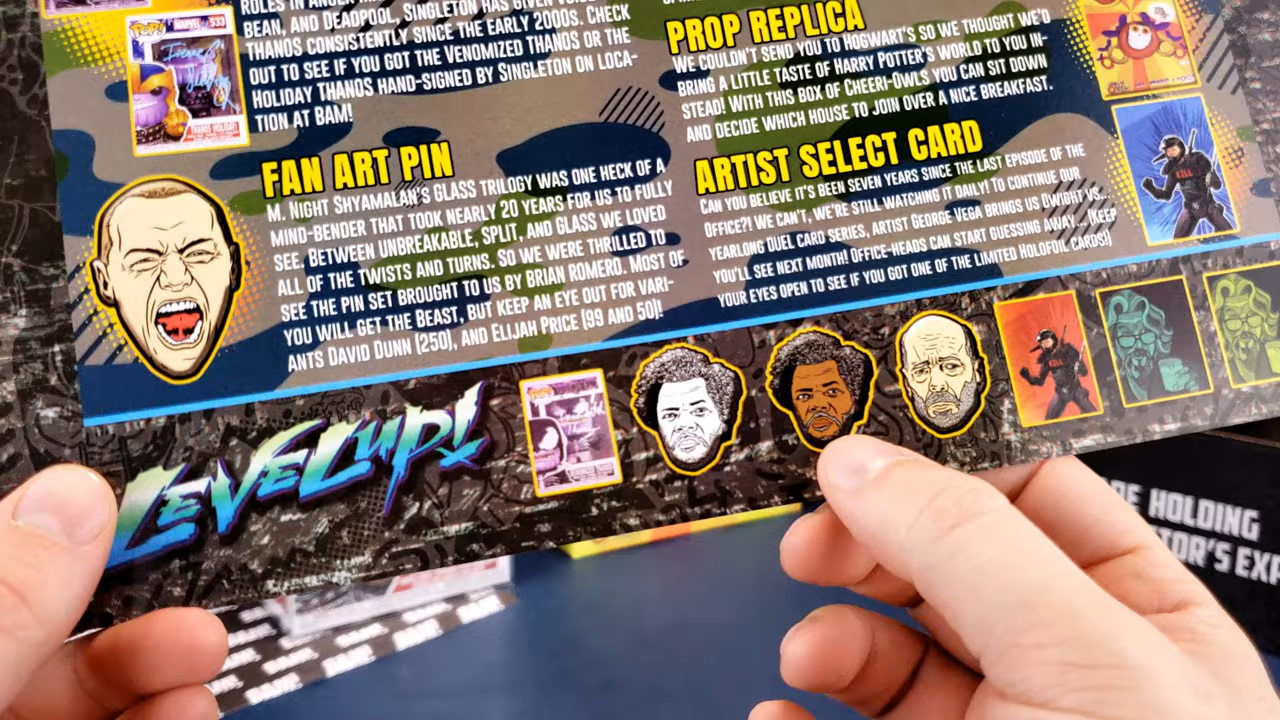 BEAN, AND DEADPOOL, SINGLETON HAS GIVEN
THANOS CONSISTENTLY SINCE THE EARLY 2000S. CHECK
OUT TO SEE IF YOU GOT THE VENOMIZED THANOS OR THE
HOLIDAY THANOS HAND-SIGNED BY SINGLETON ON LOCA-
TION AT BAM!
POP!
MARVEL 533
THANOS HOLIDAY
FAN ART PIN
M. NIGHT SHYAMALAN'S GLASS TRILOGY WAS ONE HECK OF A
MIND-BENDER THAT TOOK NEARLY 20 YEARS FOR US TO FULLY
SEE. BETWEEN UNBREAKABLE, SPLIT, AND GLASS WE LOVED
ALL OF THE TWISTS AND TURNS. SO WE WERE THRILLED TO
SEE THE PIN SET BROUGHT TO US BY BRIAN ROMERO. MOST OF
YOU WILL GET THE BEAST, BUT KEEP AN EYE OUT FOR VARI-
ANTS DAVID DUNN (250), AND ELIJAH PRICE (99 AND 50)!
PROP REPLICA
WE COULDN'T SEND YOU TO HOGWART'S SO WE THOUGHT WE'D
BRING A LITTLE TASTE OF HARRY POTTER'S WORLD TO YOU IN-
STEAD! WITH THIS BOX OF CHEERI-OWLS YOU CAN SIT DOWN
AND DECIDE WHICH HOUSE TO JOIN OVER A NICE BREAKFAST.
ARTIST SELECT CARD
CAN YOU BELIEVE IT'S BEEN SEVEN YEARS SINCE THE LAST EPISODE OF THE
OFFICE?! WE CAN'T, WE'RE STILL WATCHING IT DAILY! TO CONTINUE OUR
YEARLONG DUEL CARD SERIES, ARTIST GEORGE VEGA BRINGS US DWIGHT VS...
YOU'LL SEE NEXT MONTH! OFFICE-HEADS CAN START GUESSING AWAY... (KEEP
YOUR EYES OPEN TO SEE IF YOU GOT ONE OF THE LIMITED HOLOFOIL CARDS!)
KILL
LEVEL UP!
KILL
HOLDING
TOR'S EX